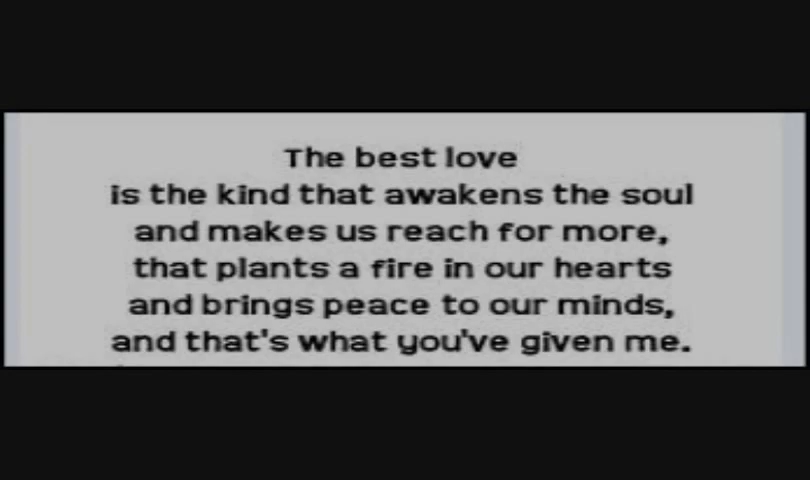 The best love
is the kind that awakens the soul
and makes us reach for more,
that plants a fire in our hearts
and brings peace to our minds,
and that's what you've given me.